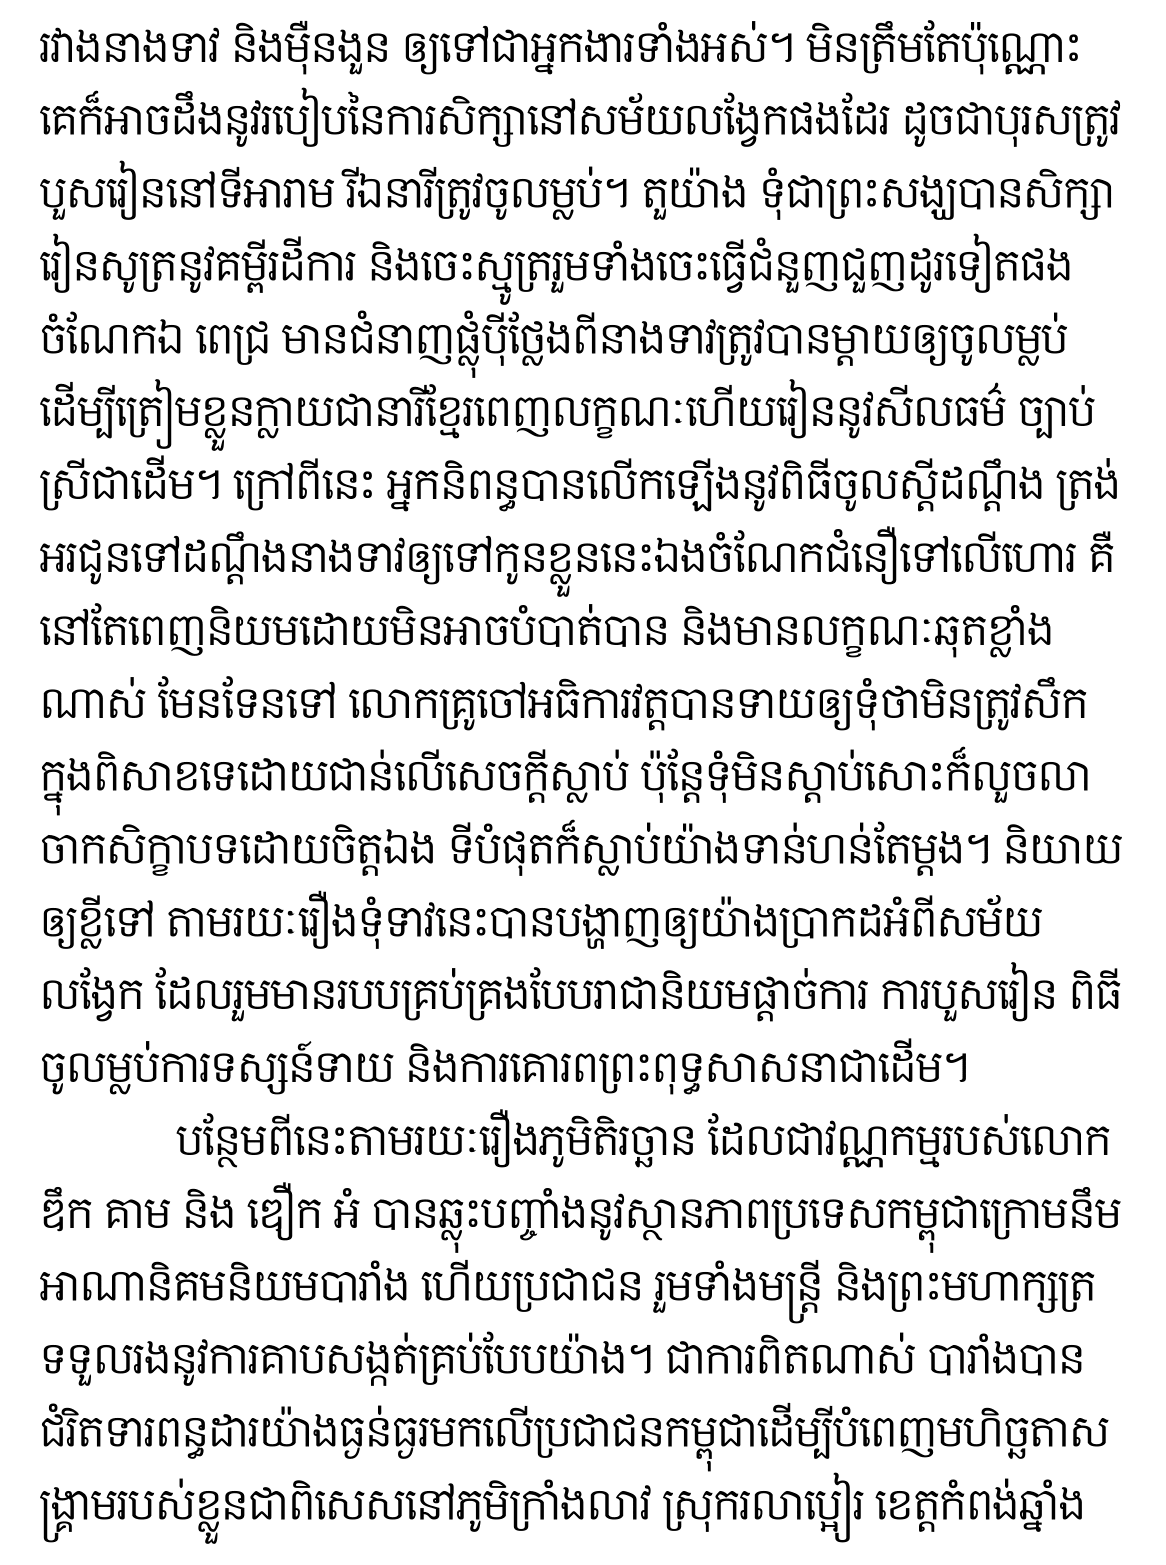 រវាងនាងទាវ និងម៉ឺនងួន ឲ្យទៅជាអ្នកងារទាំងអស់។ មិនត្រឹមតែប៉ុណ្ណោះ
គេក៏អាចដឹងនូវរបៀបនៃការសិក្សានៅសម័យលង្វែកផងដែរ ដូចជាបុរសត្រូវ
បួសរៀននៅទីអារាម រីឯនារីត្រូវចូលម្លប់។ តួយ៉ាង ទុំជាព្រះសង្ឃបានសិក្សា
រៀនសូត្រនូវគម្ពីរដីការ និងចេះស្មូត្ររួមទាំងចេះធ្វើជំនួញជួញដូរទៀតផង
ចំណែកឯ ពេជ្រ មានជំនាញផ្លុំប៉ីថ្លែងពីនាងទាវត្រូវបានម្តាយឲ្យចូលម្លប់
ដើម្បីត្រៀមខ្លួនក្លាយជានារីខ្មែរពេញលក្ខណៈហើយរៀននូវសីលធម៌ ច្បាប់
ស្រីជាដើម។ ក្រៅពីនេះ អ្នកនិពន្ធបានលើកឡើងនូវពិធីចូលស្តីដណ្តឹង ត្រង់
អរជូនទៅដណ្តឹងនាងទាវឲ្យទៅកូនខ្លួននេះឯងចំណែកជំនឿទៅលើហោរ គឺ
នៅតែពេញនិយមដោយមិនអាចបំបាត់បាន និងមានលក្ខណៈឆុតខ្លាំង
ណាស់ មែនទែនទៅ លោកគ្រូចៅអធិការវត្តបានទាយឲ្យទុំថាមិនត្រូវសឹក
ក្នុងពិសាខទេដោយជាន់លើសេចក្តីស្លាប់ ប៉ុន្តែទុំមិនស្តាប់សោះក៏លួចលា
ចាកសិក្ខាបទដោយចិត្តឯង ទីបំផុតក៏ស្លាប់យ៉ាងទាន់ហន់តែម្តង។ និយាយ
ឲ្យខ្លីទៅ តាមរយៈរឿងទុំទាវនេះបានបង្ហាញឲ្យយ៉ាងប្រាកដអំពីសម័យ
លង្វែក ដែលរួមមានរបបគ្រប់គ្រងបែបរាជានិយមផ្តាច់ការ ការបួសរៀន ពិធី
ចូលម្លប់ការទស្សន៍ទាយ និងការគោរពព្រះពុទ្ធសាសនាជាដើម។
បន្ថែមពីនេះតាមរយៈរឿងភូមិតិរច្ឆាន ដែលជាវណ្ណកម្មរបស់លោក
ឌឹក គាម និង ឌឿក អំ បានឆ្លុះបញ្ចាំងនូវស្ថានភាពប្រទេសកម្ពុជាក្រោមនឹម
អាណានិគមនិយមបារាំង ហើយប្រជាជន រួមទាំងមន្ត្រី និងព្រះមហាក្សត្រ
ទទួលរងនូវការគាបសង្កត់គ្រប់បែបយ៉ាង។ ជាការពិតណាស់ បារាំងបាន
ជំរិតទារពន្ធដារយ៉ាងធ្ងន់ធ្ងរមកលើប្រជាជនកម្ពុជាដើម្បីបំពេញមហិច្ឆតាស
ង្គ្រាមរបស់ខ្លួនជាពិសេសនៅភូមិក្រាំងលាវ ស្រុករលាប្អៀរ ខេត្តកំពង់ឆ្នាំង